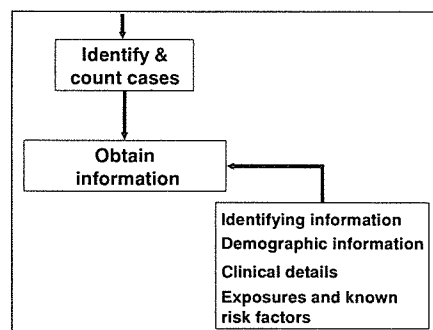 Identify &
count cases
Obtain
information
Identifying information
Demographic information
Clinical details
Exposures and known
risk factors